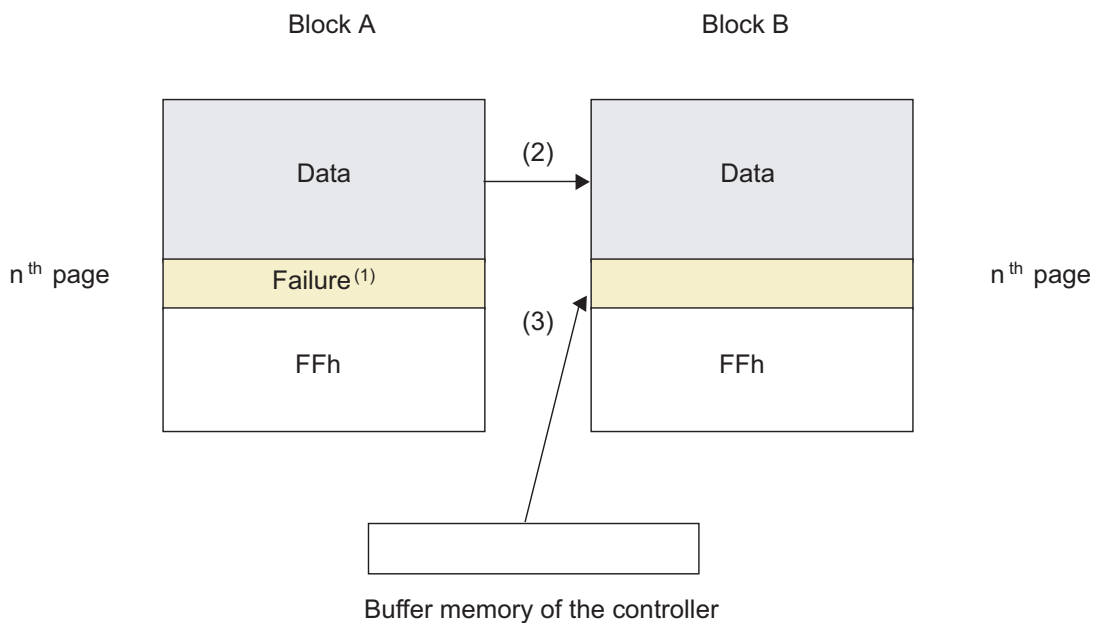 Block A
Block B
Data
(2)
Data
n th page
Failure (1)
n th page
(3)
FFh
FFh
Buffer memory of the controller